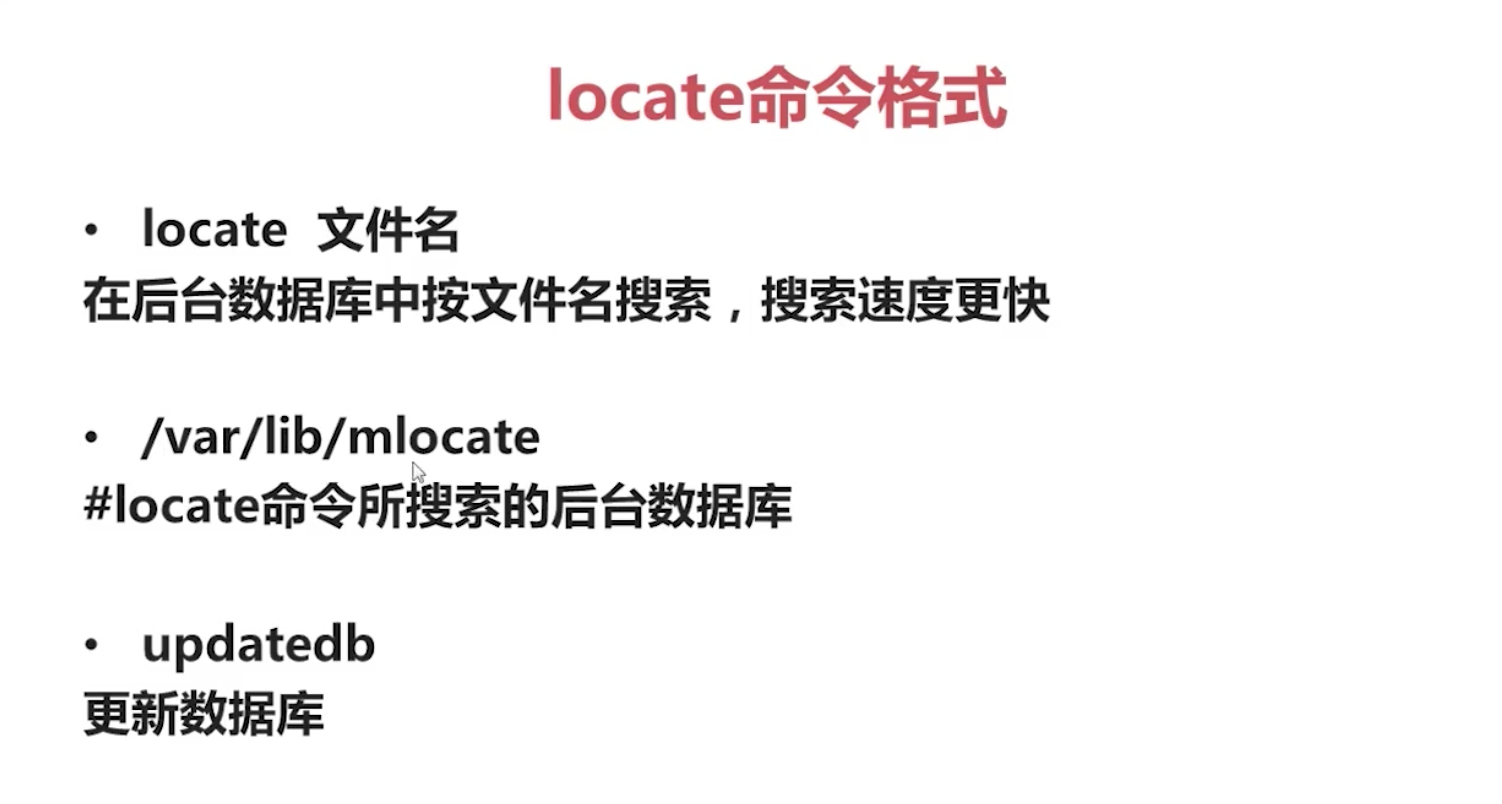 locate命令格式
• locate 文件名
在后台数据库中按文件名搜索，搜索速度更快
• /var/lib/mlocate
#locate命令所搜索的后台数据库
• updatedb
更新数据库